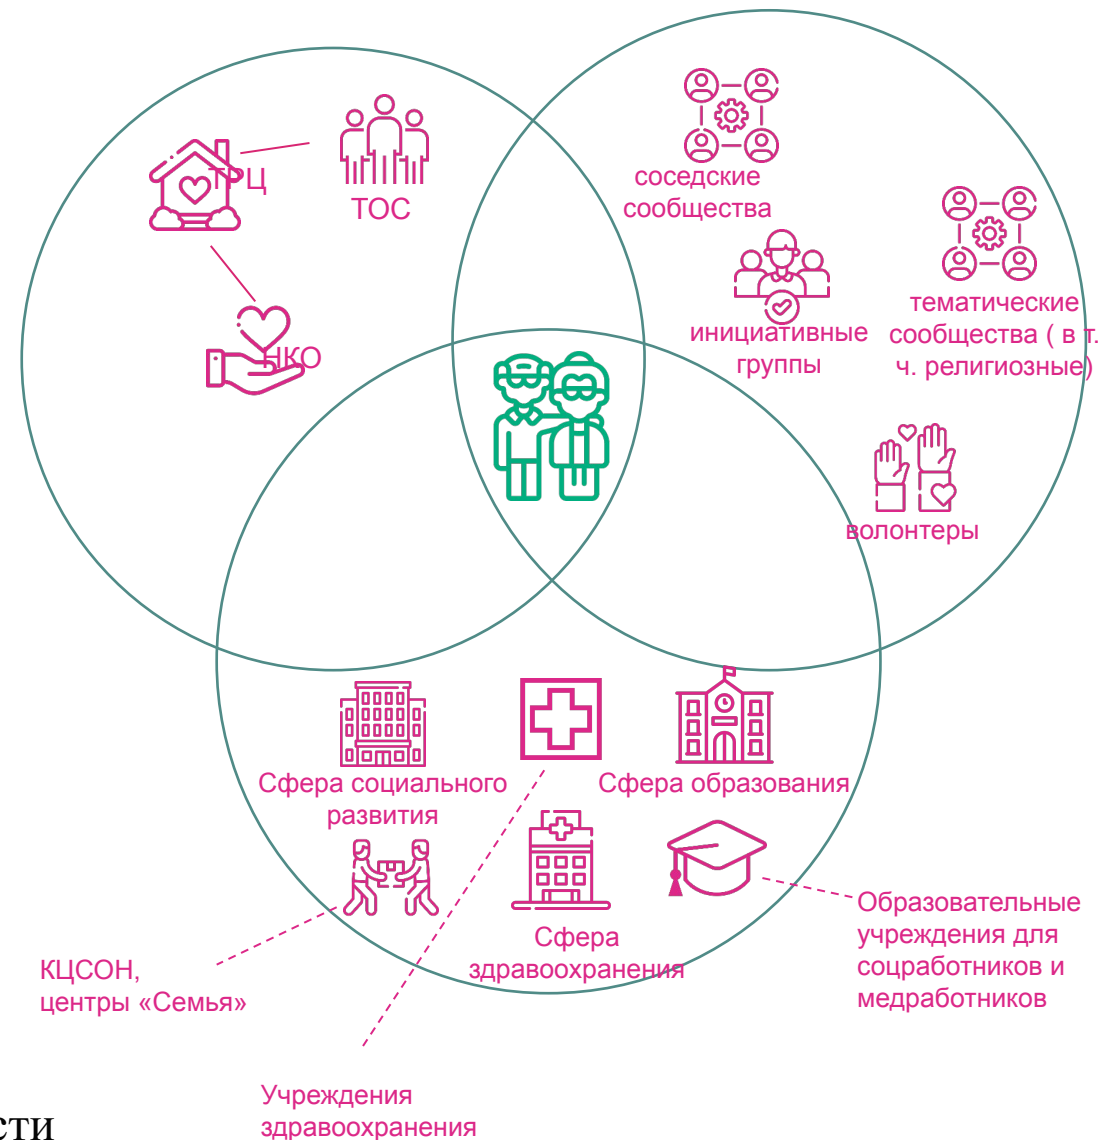 ТРЦ
ТОС
НКО
соседские
сообщества
инициативные
группы
тематические
сообщества ( в т.
ч. религиозные)
волонтеры
Сфера социального
развития
Сфера образования
Сфера
здравоохранения
КЦСОН,
центры «Семья»
Образовательные
учреждения для
соцработников и
медработников
Учреждения
здравоохранения
сти